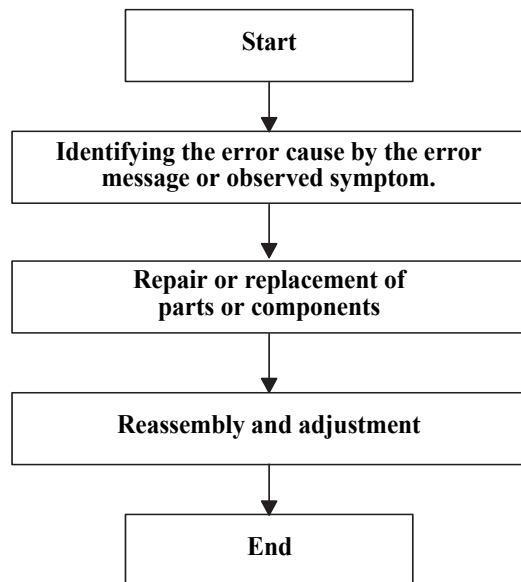 Start
Identifying the error cause by the error
message or observed symptom.
Repair or replacement of
parts or components
Reassembly and adjustment
End